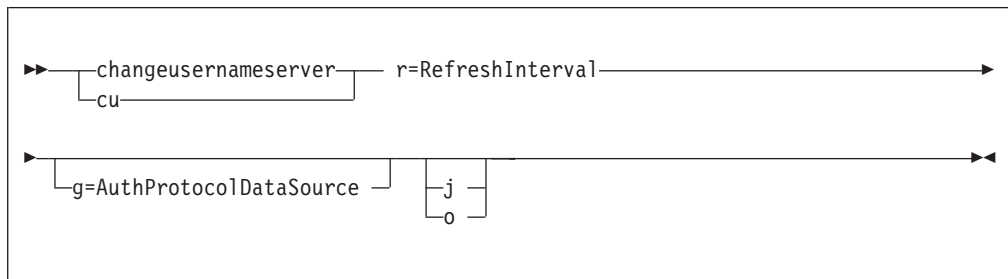 changeusernameserver r=RefreshInterval
cu
g=AuthProtocolDataSource j
o